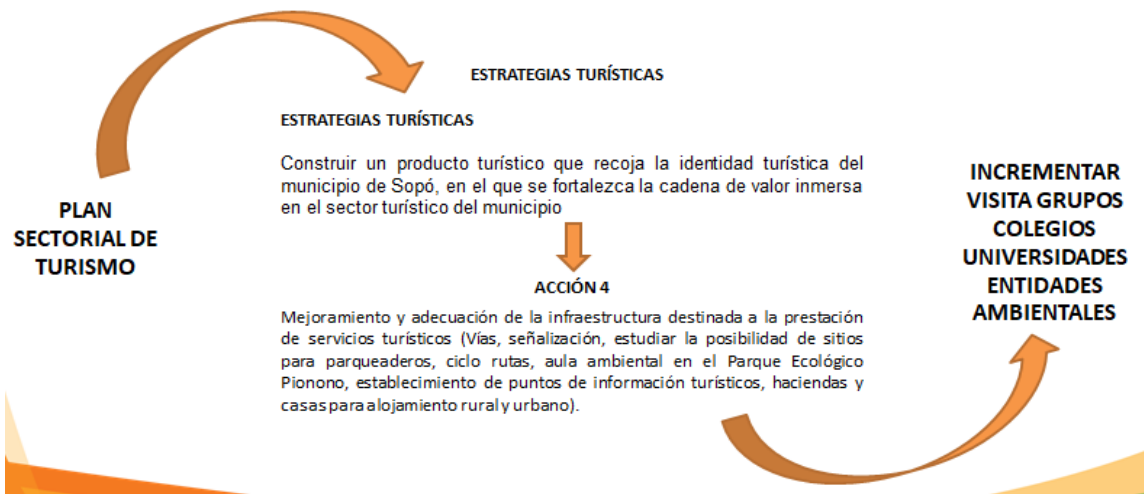 ESTRATEGIAS TURÍSTICAS
ESTRATEGIAS TURÍSTICAS
Construir un producto turístico que recoja la identidad turística del
municipio de Sopó, en el que se fortalezca la cadena de valor inmersa
en el sector turístico del municipio
PLAN
SECTORIAL DE
TURISMO
ACCIÓN 4
Mejoramiento y adecuación de la infraestructura destinada a la prestación
de servicios turísticos (Vías, señalización, estudiar la posibilidad de sitios
para parqueaderos, ciclo rutas, aula ambiental en el Parque Ecológico
Pionono, establecimiento de puntos de información turísticos, haciendas y
casas para alojamiento rural y urbano).
INCREMENTAR
VISITA GRUPOS
COLEGIOS
UNIVERSIDADES
ENTIDADES
AMBIENTALES